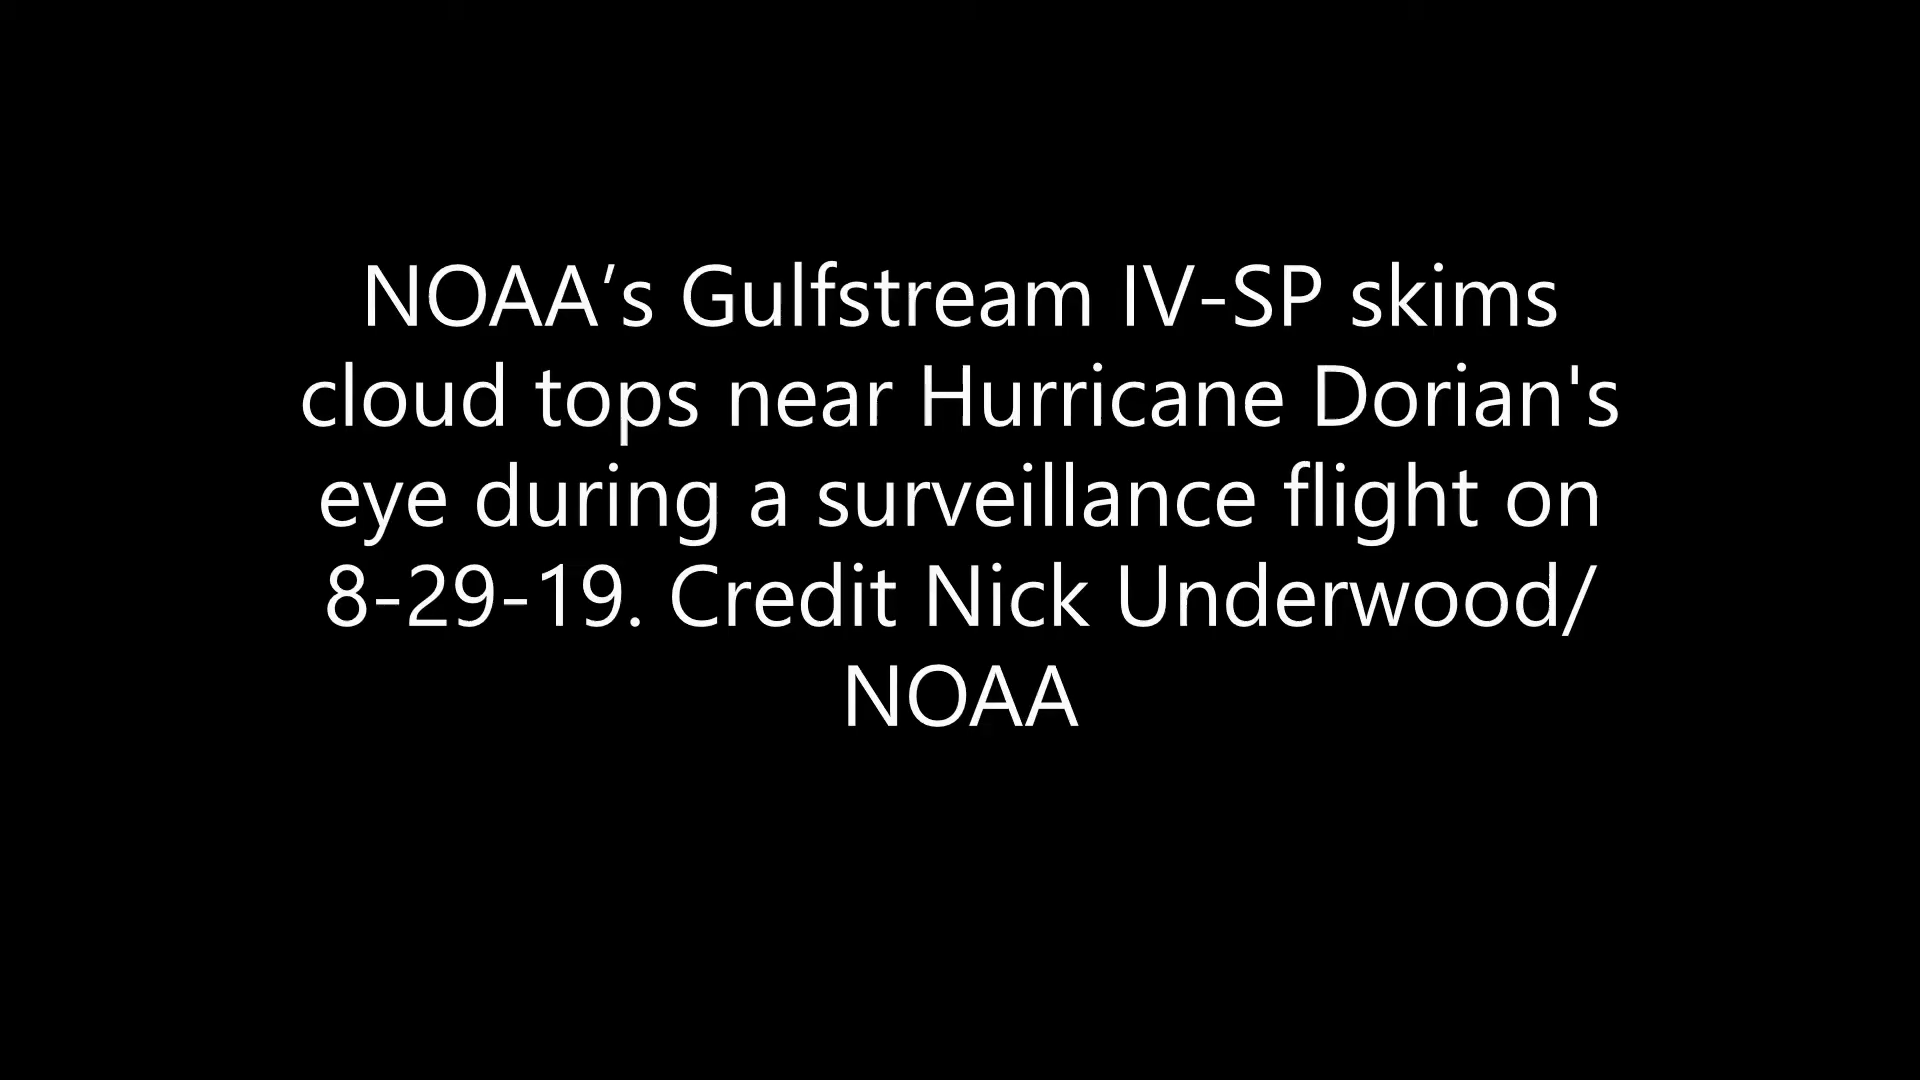 NOAA’s Gulfstream IV-SP skims
cloud tops near Hurricane Dorian's
eye during a surveillance flight on
8-29-19. Credit Nick Underwood/
NOAA